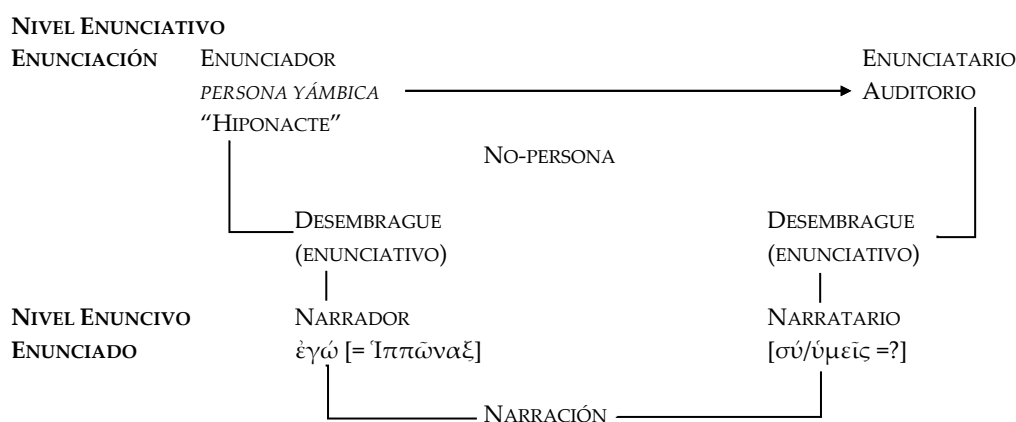 NIVEL ENUNCIATIVO
ENUNCIACIÓN ENUNCIADOR ENUNCIATARIO
PERSONA YÁMBICA AUDITORIO
“HIPONACTE”
NO-PERSONA
DESEMBRAGUE DESEMBRAGUE
(ENUNCIATIVO) (ENUNCIATIVO)
NIVEL ENUNCIVO NARRADOR NARRATARIO
ENUNCIADO ἐγώ [= Ἱππῶναξ] [σύ/ὑμεῖς =?]
NARRACIÓN